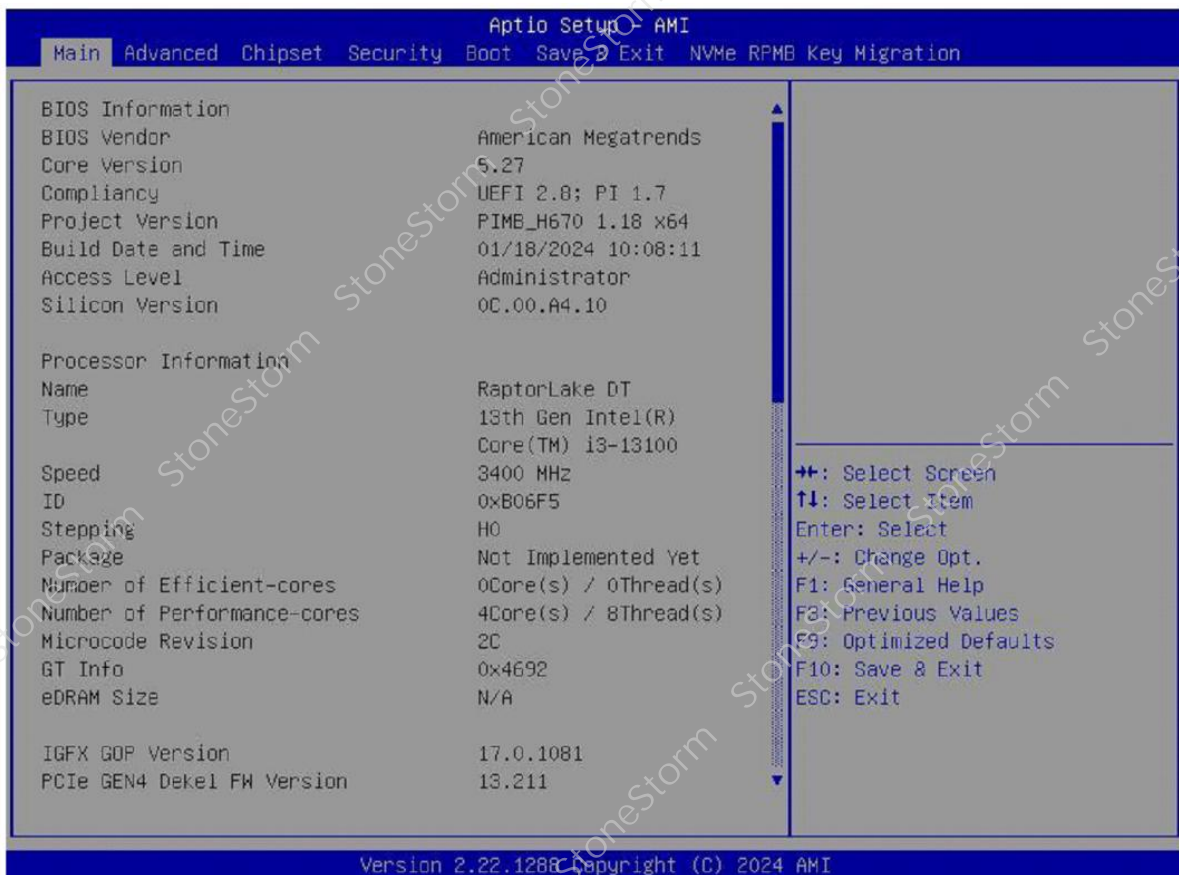 Aptio Setup - AMI
Main Advanced Chipset Security Boot Save & Exit NVMe RPMB Key Migration
BIOS Information
BIOS Vendor American Megatrends
Core Version 5.27
Compliancy UEFI 2.8; PI 1.7
Project Version PIMB_H670 1.18 x64
Build Date and Time 01/18/2024 10:08:11
Access Level Administrator
Silicon Version 0C.00.A4.10
Processor Information
Name RaptorLake DT
Type 13th Gen Intel(R)
Core(TM) i3-13100
Speed 3400 MHz
ID 0xB06F5
Stepping H0
Package Not Implemented Yet
Number of Efficient-cores 0Core(s) / 0Thread(s)
Number of Performance-cores 4Core(s) / 8Thread(s)
Microcode Revision 2C
GT Info 0x4692
eDRAM Size N/A
IGFX GOP Version 17.0.1081
PCIe GEN4 Dekel FW Version 13.211
→←: Select Screen
↑↓: Select Item
Enter: Select
+/-: Change Opt.
F1: General Help
F3: Previous Values
F9: Optimized Defaults
F10: Save & Exit
ESC: Exit
Version 2.22.1288 Copyright (C) 2024 AMI
StoneStorm StoneStorm StoneStorm StoneStorm
StoneStorm StoneStorm StoneStorm StoneStorm